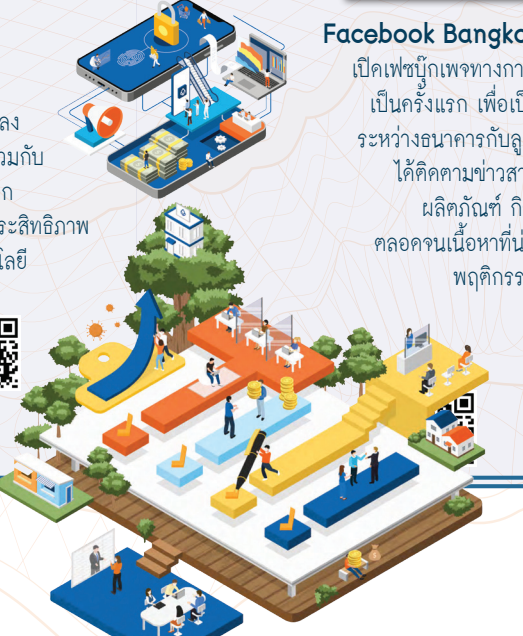 Facebook Bangko
เปิดเฟซบุ๊กเพจทางกา
เป็นครั้งแรก เพื่อเป็
ระหว่างธนาคารกับลู
ได้ติดตามข่าวสา
ผลิตภัณฑ์ กิ
ตลอดจนเนื้อหาที่น่
พฤติกรร
ลง
วมกับ
ก
ระสิทธิภาพ
โลยี